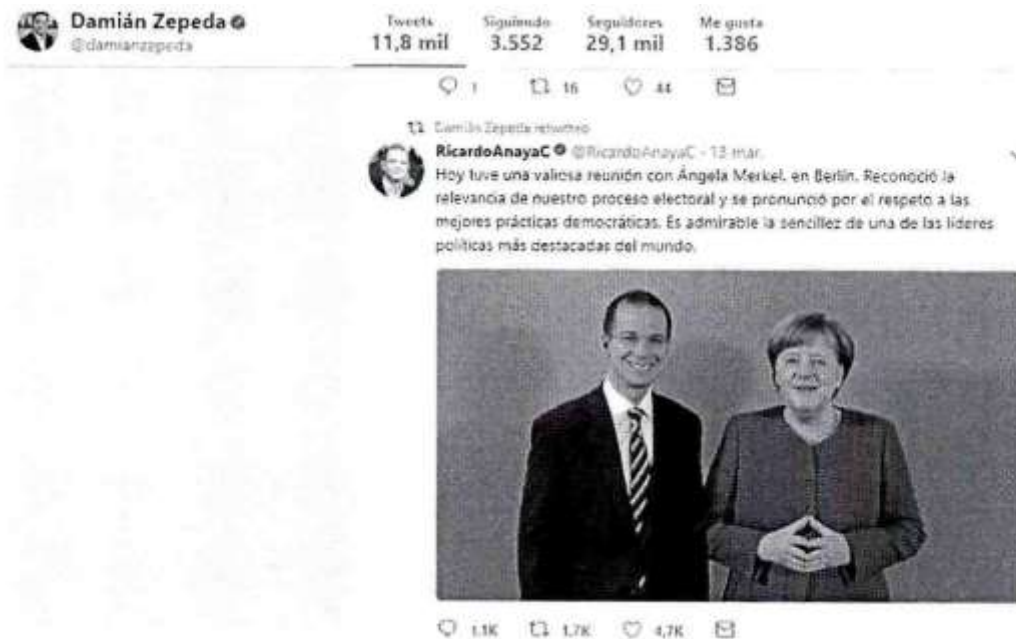 Damián Zepeda
@damianzepeda
Tweets Siguiendo Seguidores Me gusta
11,8 mil 3.552 29,1 mil 1.386
1 16 44
Damián Zepeda retwitteó
RicardoAnayaC @RicardoAnayaC - 13 mar.
Hoy tuve una valiosa reunión con Ángela Merkel, en Berlín. Reconoció la
relevancia de nuestro proceso electoral y se pronunció por el respeto a las
mejores prácticas democráticas. Es admirable la sencillez de una de las líderes
políticas más destacadas del mundo.
1.1K 1.7K 4,7K